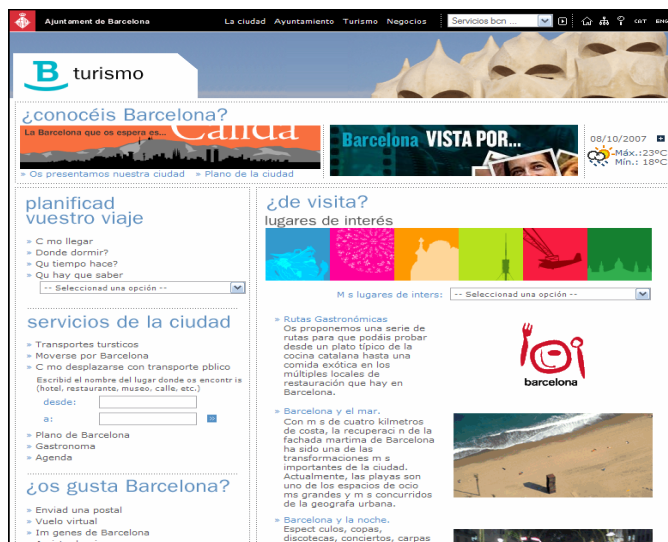 Ajuntament de Barcelona
La ciudad Ayuntamiento Turismo Negocios
Servicios bcn ...
CAT ENG
B turismo
¿conocéis Barcelona?
La Barcelona que os espera es... Cálida
Barcelona VISTA POR...
» Os presentamos nuestra ciudad » Plano de la ciudad
08/10/2007
Máx.:23ºC
Mín.: 18ºC
planificad
vuestro viaje
» C mo llegar
» Donde dormir?
» Qu tiempo hace?
» Qu hay que saber
-- Seleccionad una opción --
servicios de la ciudad
» Transportes tursticos
» Moverse por Barcelona
» C mo desplazarse con transporte pblico
Escribid el nombre del lugar donde os encontr is
(hotel, restaurante, museo, calle, etc.)
desde:
a:
» Plano de Barcelona
» Gastronoma
» Agenda
¿os gusta Barcelona?
» Enviad una postal
» Vuelo virtual
» Im genes de Barcelona
¿de visita?
lugares de interés
M s lugares de inters:
-- Seleccionad una opción --
» Rutas Gastronómicas
Os proponemos una serie de
rutas para que podáis probar
desde un plato típico de la
cocina catalana hasta una
comida exótica en los
múltiples locales de
restauración que hay en
Barcelona.
barcelona
» Barcelona y el mar.
Con m s de cuatro kilmetros
de costa, la recuperaci n de la
fachada martima de Barcelona
ha sido una de las
transformaciones m s
importantes de la ciudad.
Actualmente, las playas son
uno de los espacios de ocio
ms grandes y m s concurridos
de la geografa urbana.
» Barcelona y la noche.
Espect culos, copas,
discotecas, conciertos, carpas